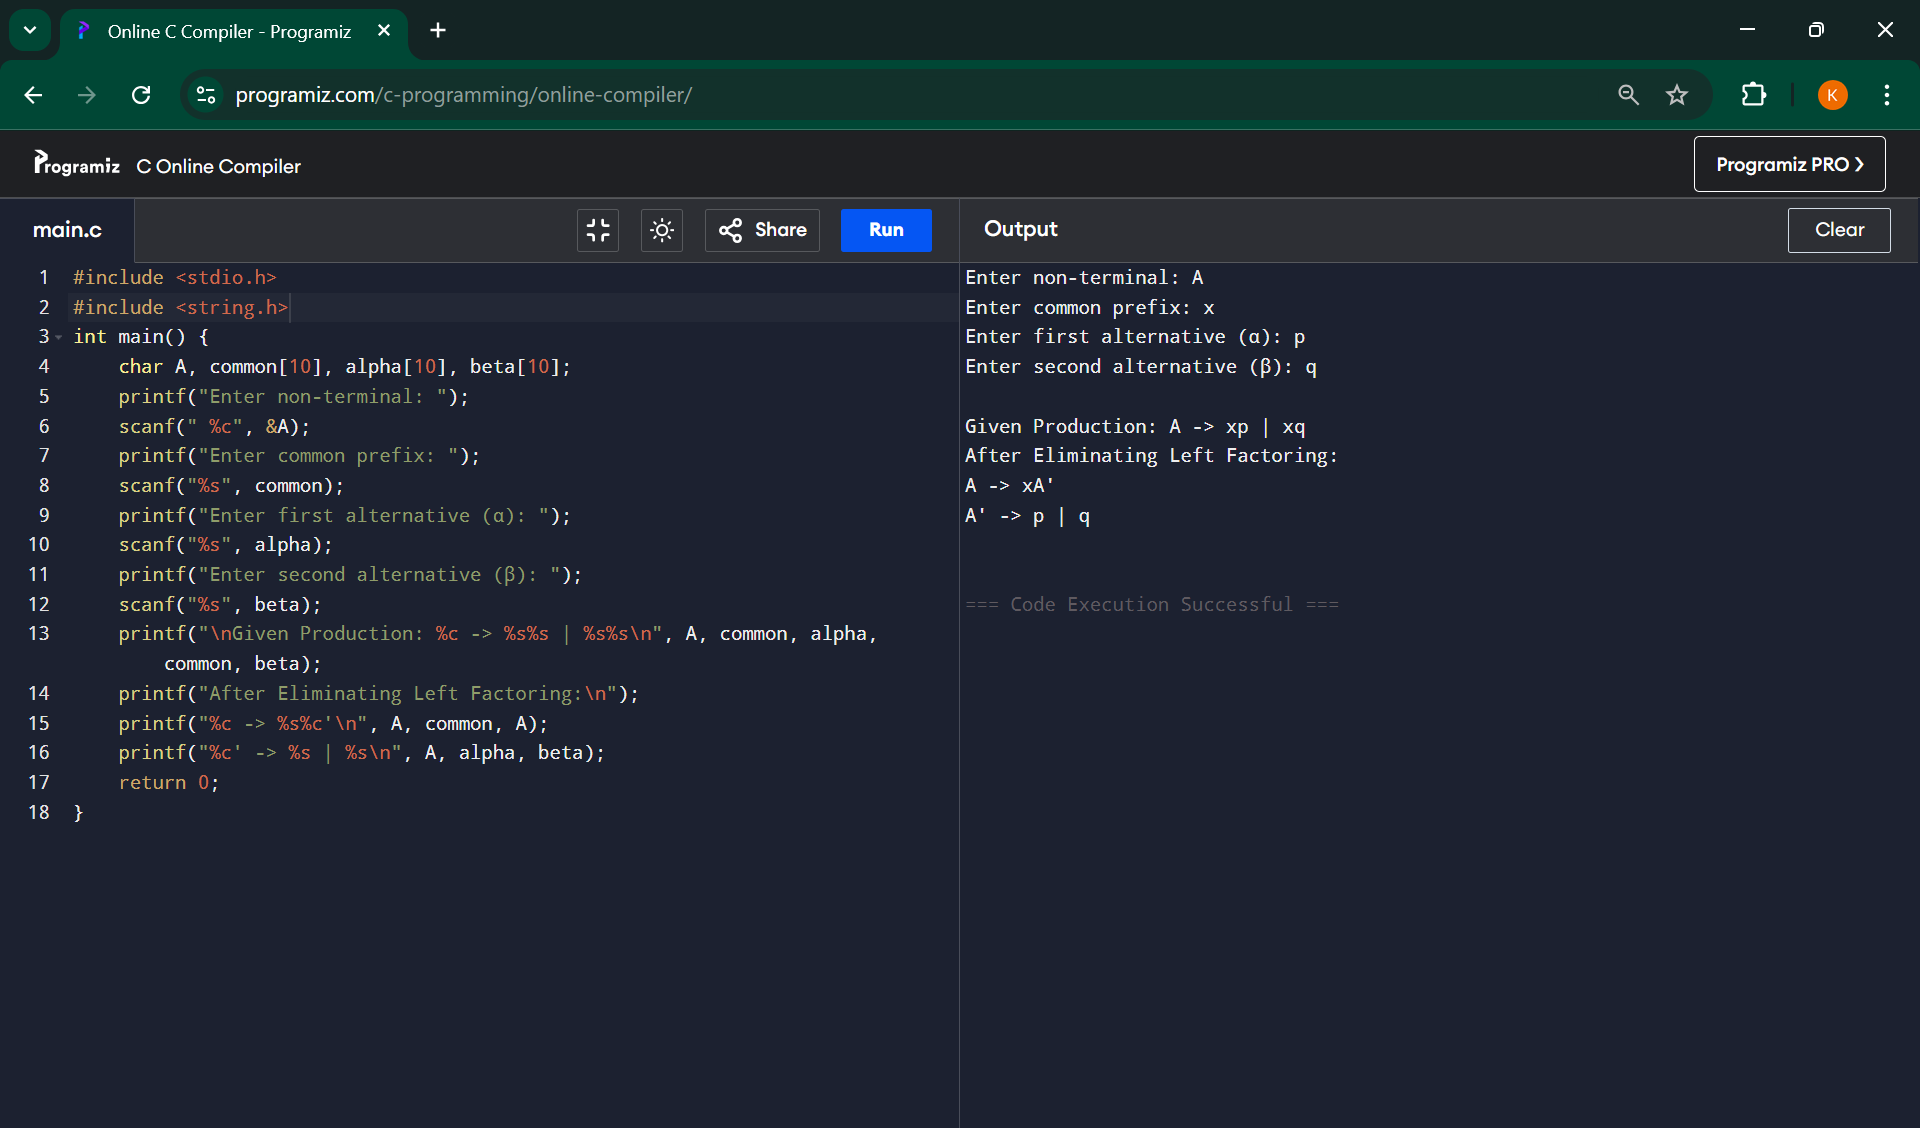 Online C Compiler - Programiz
programiz.com/c-programming/online-compiler/
K
Programiz C Online Compiler
Programiz PRO
main.c
Share
Run
Output
Clear
1 #include <stdio.h>
2 #include <string.h>
3 int main() {
4 char A, common[10], alpha[10], beta[10];
5 printf("Enter non-terminal: ");
6 scanf(" %c", &A);
7 printf("Enter common prefix: ");
8 scanf("%s", common);
9 printf("Enter first alternative (α): ");
10 scanf("%s", alpha);
11 printf("Enter second alternative (β): ");
12 scanf("%s", beta);
13 printf("\nGiven Production: %c -> %s%s | %s%s\n", A, common, alpha,
common, beta);
14 printf("After Eliminating Left Factoring:\n");
15 printf("%c -> %s%c'\n", A, common, A);
16 printf("%c' -> %s | %s\n", A, alpha, beta);
17 return 0;
18 }
Enter non-terminal: A
Enter common prefix: x
Enter first alternative (α): p
Enter second alternative (β): q
Given Production: A -> xp | xq
After Eliminating Left Factoring:
A -> xA'
A' -> p | q
=== Code Execution Successful ===